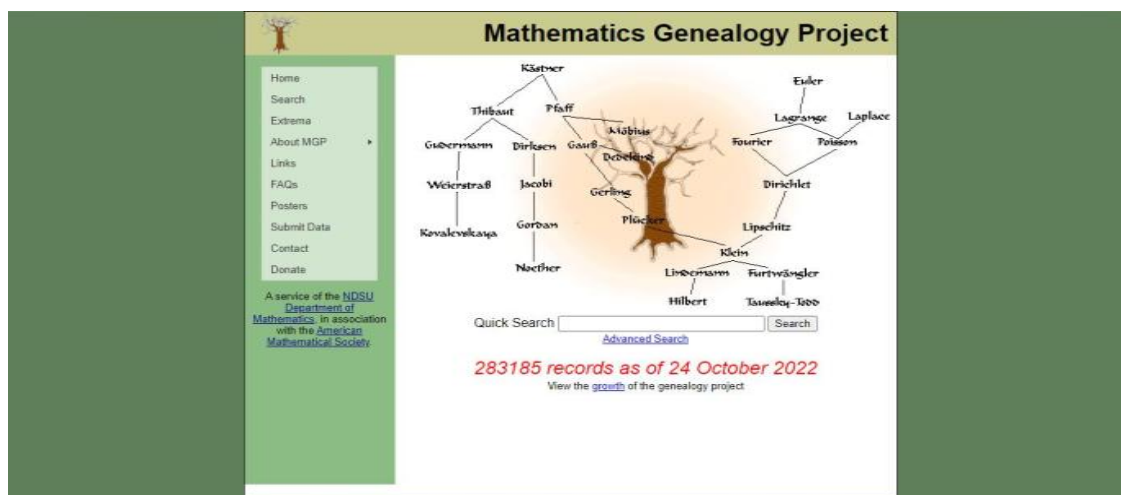 Mathematics Genealogy Project
Home
Search
Extrema
About MGP
Links
FAQs
Posters
Submit Data
Contact
Donate
A service of the NDSU
Department of
Mathematics, in association
with the American
Mathematical Society.
Kästner
Euler
Thibaut Pfaff
Lagrange Laplace
Möbius
Gudermann Dirksen Gauß
Fourier Poisson
Dedekind
Weierstraß Jacobi Gerling
Dirichlet
Plücker
Kovalevskaya Gordan
Lipschitz
Klein
Noether
Lindemann Furtwängler
Hilbert Taussky-Todd
Quick Search Search
Advanced Search
283185 records as of 24 October 2022
View the growth of the genealogy project